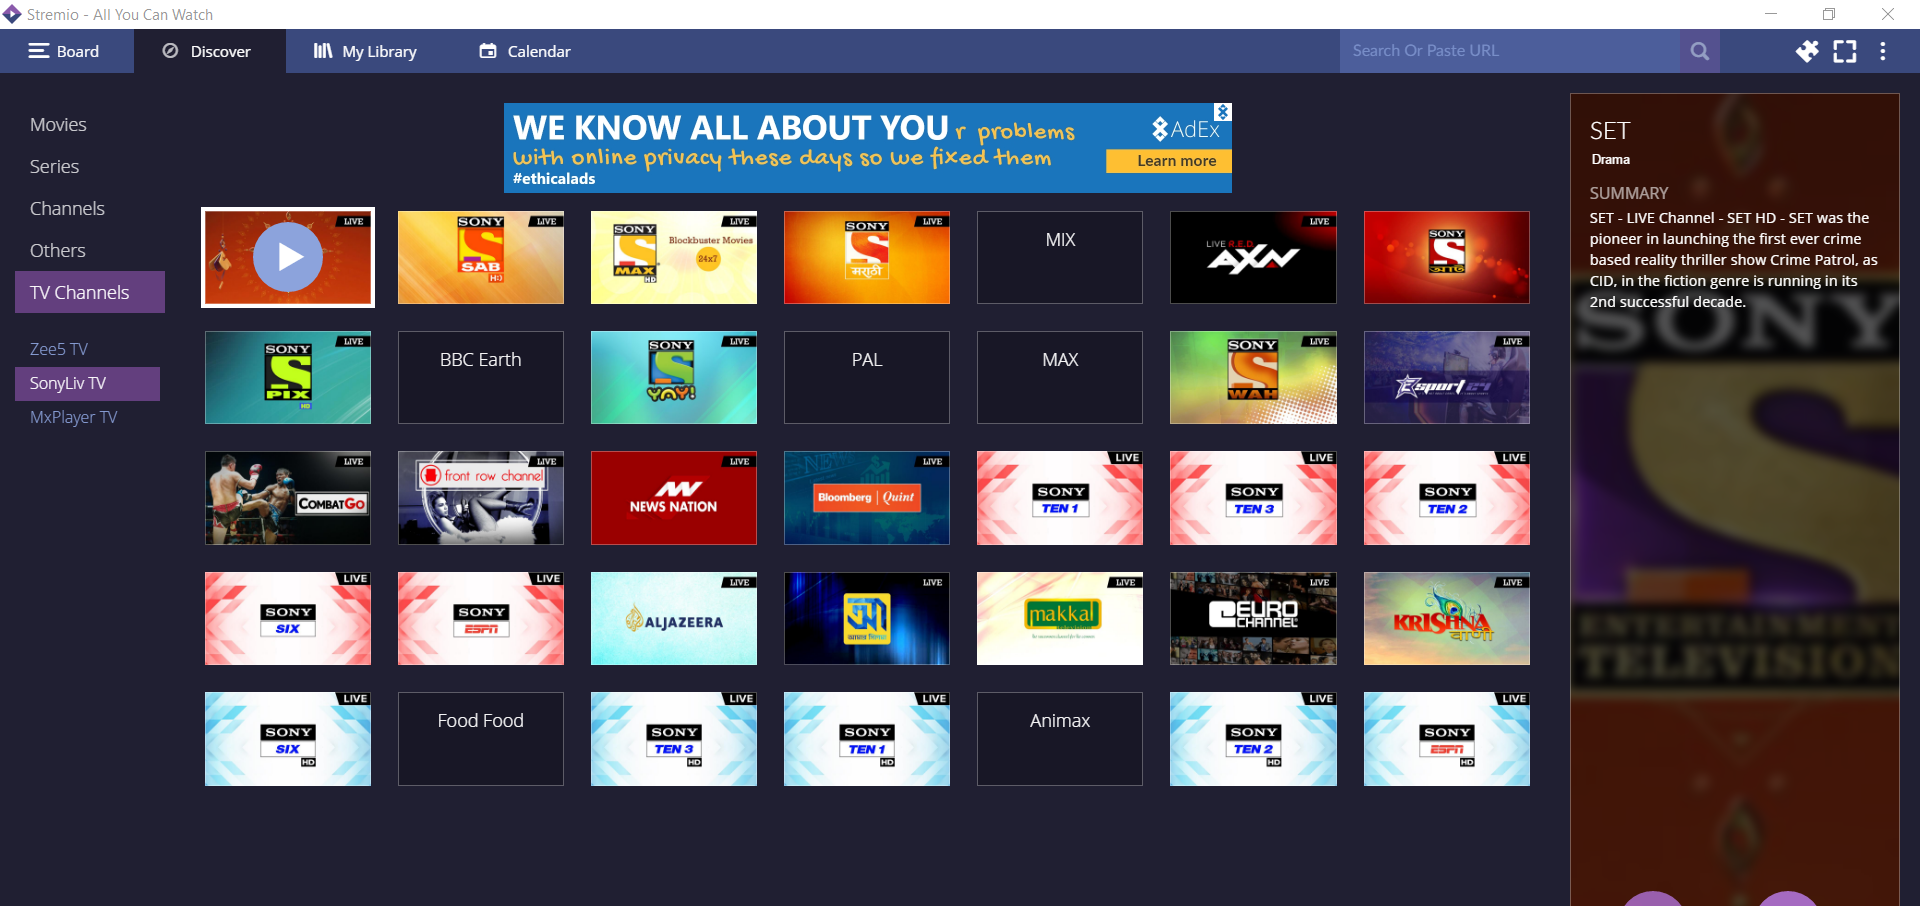 Stremio - All You Can Watch
Board
Discover
My Library
Calendar
Search Or Paste URL
Movies
Series
Channels
Others
TV Channels
Zee5 TV
SonyLiv TV
MxPlayer TV
WE KNOW ALL ABOUT YOUr problems
with online privacy these days so we fixed them
#ethicalads
AdEx
Learn more
LIVE
SONY SAB HD LIVE
SONY MAX HD Blockbuster Movies 24x7 LIVE
SONY मराठी LIVE
MIX
LIVE R.E.D. AXN LIVE
SONY आठ
SONY PIX HD LIVE
BBC Earth
SONY YAY! LIVE
PAL
MAX
SONY WAH LIVE
Esport 24 LIVE
COMBATGO LIVE
front row channel LIVE
NEWS NATION LIVE
NEWS Bloomberg | Quint LIVE
SONY TEN 1 LIVE
SONY TEN 3 LIVE
SONY TEN 2 LIVE
SONY SIX LIVE
SONY ESPN LIVE
ALJAZEERA LIVE
LIVE
makkal LIVE
EURO CHANNEL LIVE
KRISHNA वाणी LIVE
SONY SIX HD LIVE
Food Food
SONY TEN 3 HD LIVE
SONY TEN 1 HD LIVE
Animax
SONY TEN 2 HD LIVE
SONY ESPN HD LIVE
SET
Drama
SUMMARY
SET - LIVE Channel - SET HD - SET was the
pioneer in launching the first ever crime
based reality thriller show Crime Patrol, as
CID, in the fiction genre is running in its
2nd successful decade.
SONY
ENTERTAINMENT
TELEVISION